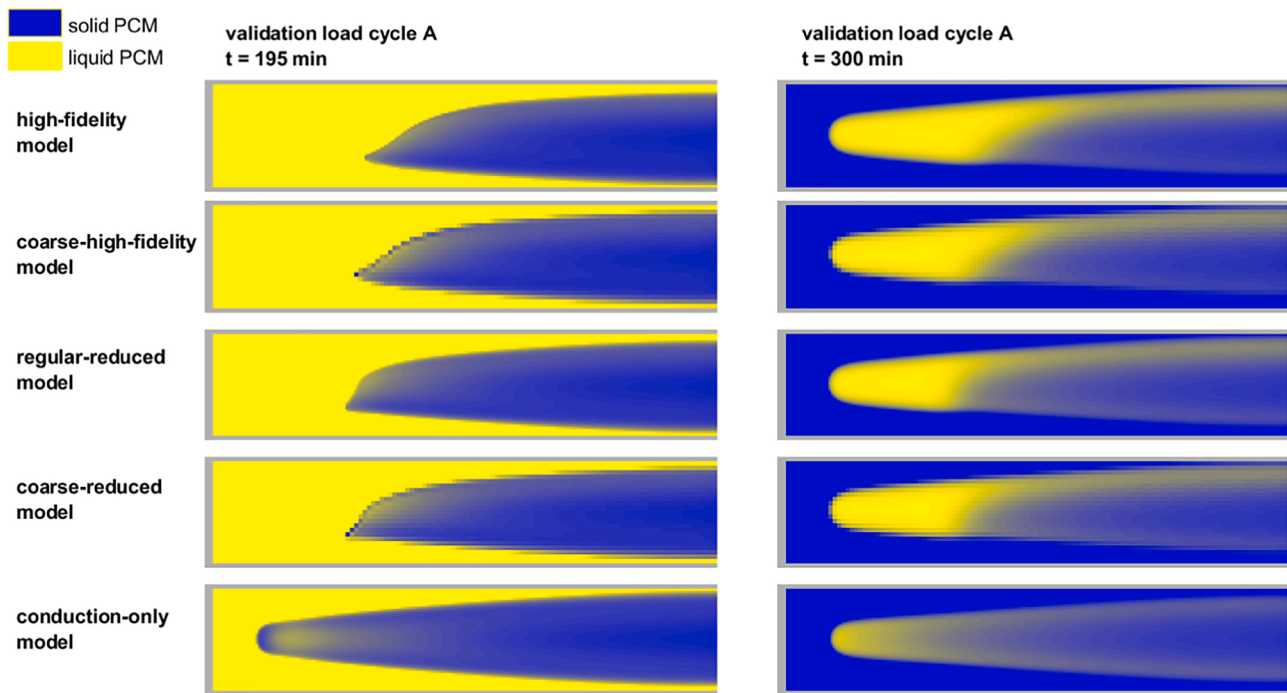 solid PCM
liquid PCM
validation load cycle A
t = 195 min
validation load cycle A
t = 300 min
high-fidelity
model
coarse-high-fidelity
model
regular-reduced
model
coarse-reduced
model
conduction-only
model